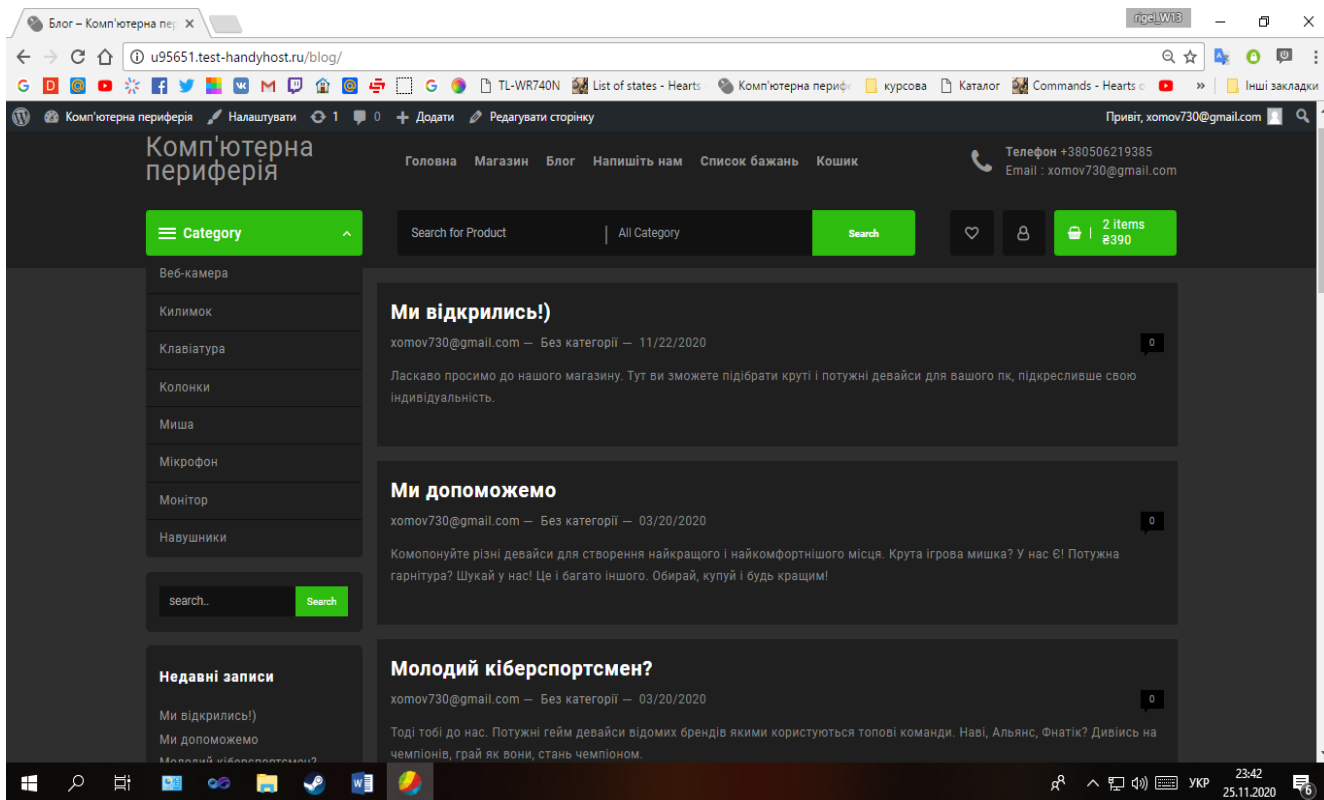 Блог – Комп'ютерна пер
rigel_W13
u95651.test-handyhost.ru/blog/
TL-WR740N List of states - Hearts Комп'ютерна перифе курсова Каталог Commands - Hearts o » Інші закладки
Комп'ютерна периферія Налаштувати 1 0 Додати Редагувати сторінку Привіт, xomov730@gmail.com
Комп'ютерна
периферія
Головна Магазин Блог Напишіть нам Список бажань Кошик
Телефон +380506219385
Email : xomov730@gmail.com
Category
Search for Product All Category Search
2 items
₴390
Веб-камера
Килимок
Клавіатура
Колонки
Миша
Мікрофон
Монітор
Навушники
search.. Search
Недавні записи
Ми відкрились!)
Ми допоможемо
Молодий кіберспортсмен?
Ми відкрились!)
xomov730@gmail.com — Без категорії — 11/22/2020
0
Ласкаво просимо до нашого магазину. Тут ви зможете підібрати круті і потужні девайси для вашого пк, підкресливше свою
індивідуальність.
Ми допоможемо
xomov730@gmail.com — Без категорії — 03/20/2020
0
Комопонуйте різні девайси для створення найкращого і найкомфортнішого місця. Крута ігрова мишка? У нас Є! Потужна
гарнітура? Шукай у нас! Це і багато іншого. Обирай, купуй і будь кращим!
Молодий кіберспортсмен?
xomov730@gmail.com — Без категорії — 03/20/2020
0
Тоді тобі до нас. Потужні гейм девайси відомих брендів якими користуються топові команди. Наві, Альянс, Фнатік? Дивіись на
чемпіонів, грай як вони, стань чемпіоном.
УКР
23:42
25.11.2020
6